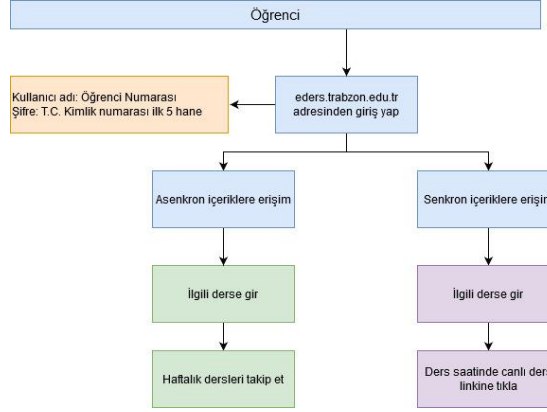 Öğrenci
Kullanıcı adı: Öğrenci Numarası
Şifre: T.C. Kimlik numarası ilk 5 hane
eders.trabzon.edu.tr
adresinden giriş yap
Asenkron içeriklere erişim
Senkron içeriklere erişim
İlgili derse gir
İlgili derse gir
Haftalık dersleri takip et
Ders saatinde canlı ders
linkine tıkla